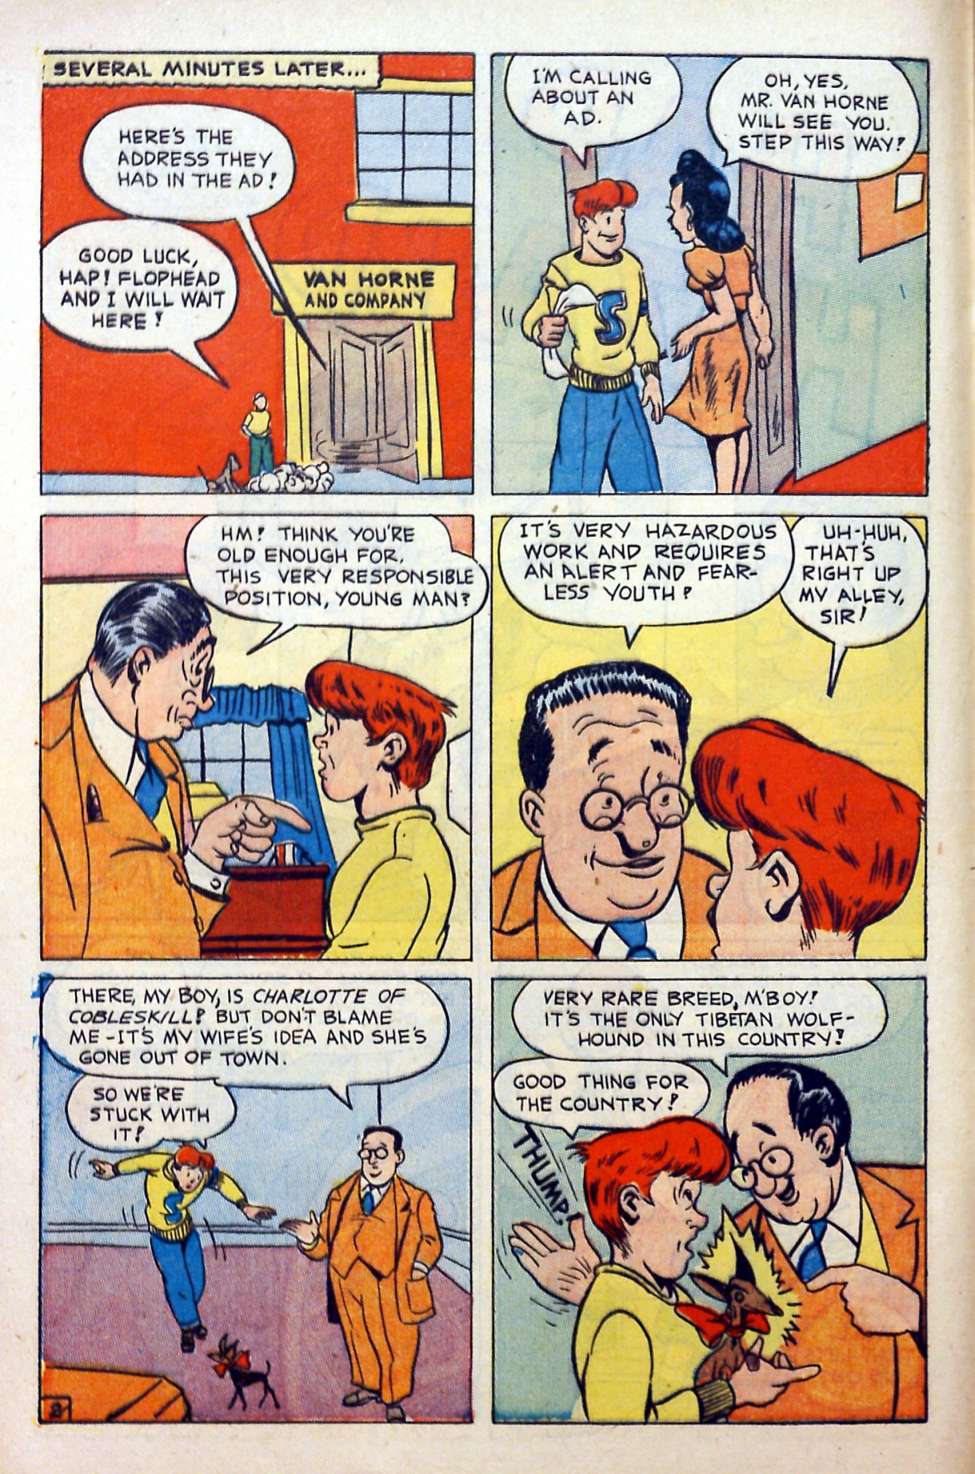 SEVERAL MINUTES LATER...
HERE'S THE
ADDRESS THEY
HAD IN THE AD!
GOOD LUCK,
HAP! FLOPHEAD
AND I WILL WAIT
HERE!
VAN HORNE
AND COMPANY
I'M CALLING
ABOUT AN
AD.
OH, YES,
MR. VAN HORNE
WILL SEE YOU.
STEP THIS WAY!
S
HM! THINK YOU'RE
OLD ENOUGH FOR
THIS VERY RESPONSIBLE
POSITION, YOUNG MAN?
IT'S VERY HAZARDOUS
WORK AND REQUIRES
AN ALERT AND FEAR-
LESS YOUTH!
UH-HUH,
THAT'S
RIGHT UP
MY ALLEY,
SIR!
THERE, MY BOY, IS CHARLOTTE OF
COBLESKILL! BUT DON'T BLAME
ME-IT'S MY WIFE'S IDEA AND SHE'S
GONE OUT OF TOWN.
SO WE'RE
STUCK WITH
IT!
S
VERY RARE BREED, M'BOY!
IT'S THE ONLY TIBETAN WOLF-
HOUND IN THIS COUNTRY!
GOOD THING FOR
THE COUNTRY!
THUMP!